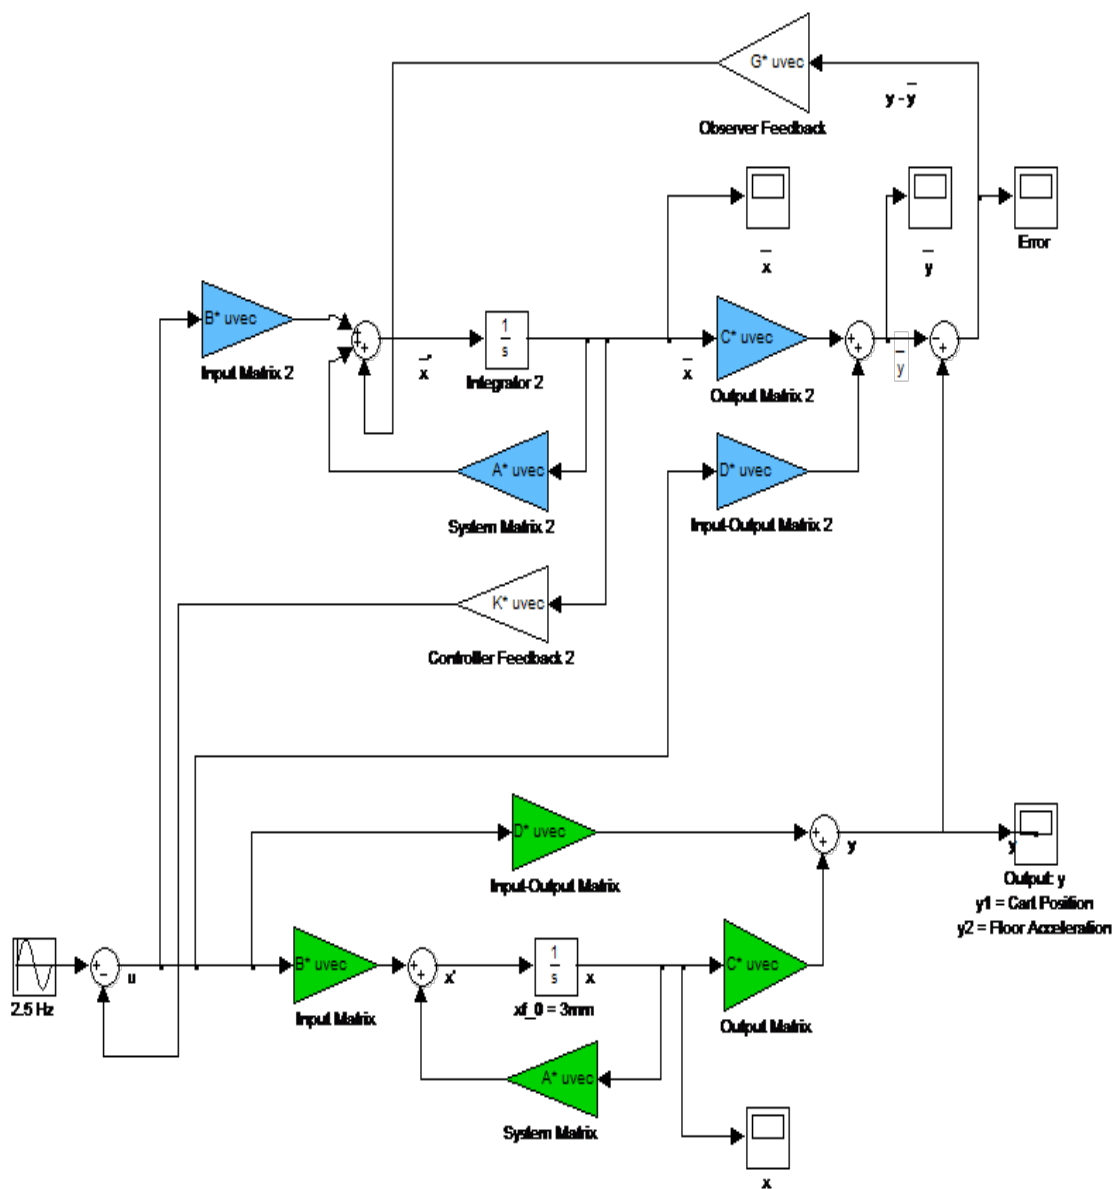 G* uvec
y - y̅
Observer Feedback
Error
x̅
y̅
B* uvec
Input Matrix 2
+
+
+
x̅'
1
s
Integrator 2
x̅
C* uvec
Output Matrix 2
+
+
y̅
-
+
A* uvec
System Matrix 2
D* uvec
Input-Output Matrix 2
K* uvec
Controller Feedback 2
D* uvec
Input-Output Matrix
+
+
y
y
Output: y
y1 = Cart Position
y2 = Floor Acceleration
2.5 Hz
+
-
u
B* uvec
Input Matrix
+
+
x'
1
s
xf_0 = 3mm
x
C* uvec
Output Matrix
A* uvec
System Matrix
x